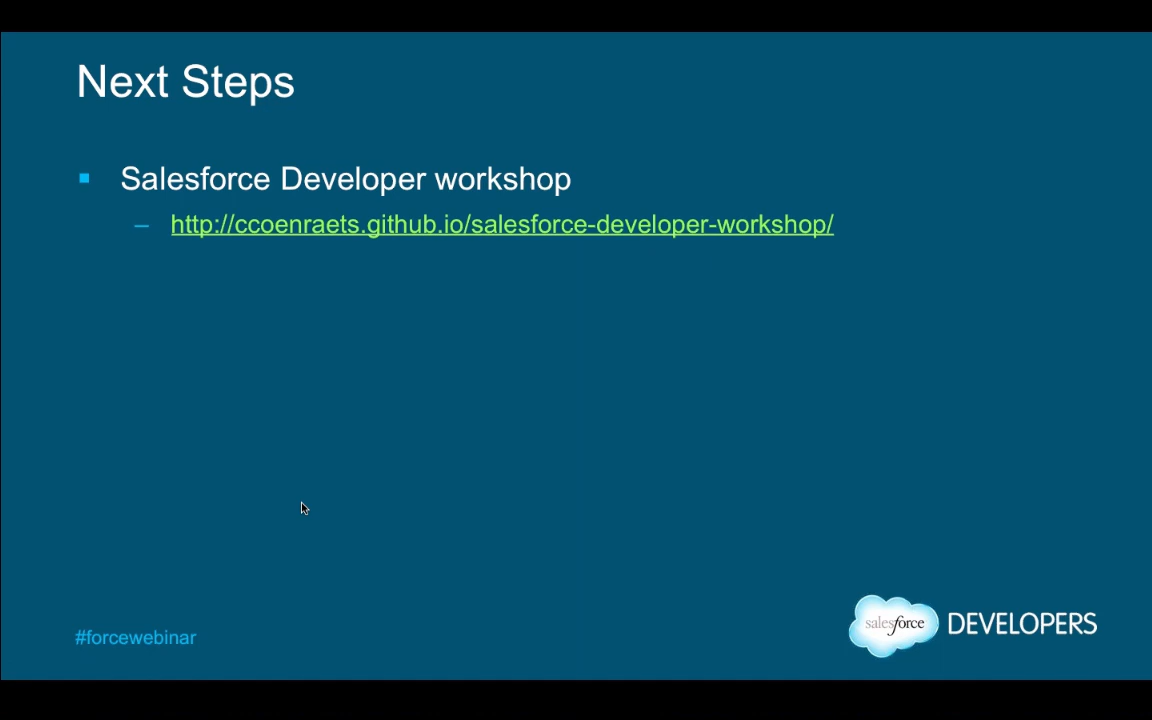 Next Steps
Salesforce Developer workshop
– http://ccoenraets.github.io/salesforce-developer-workshop/
#forcewebinar
salesforce DEVELOPERS